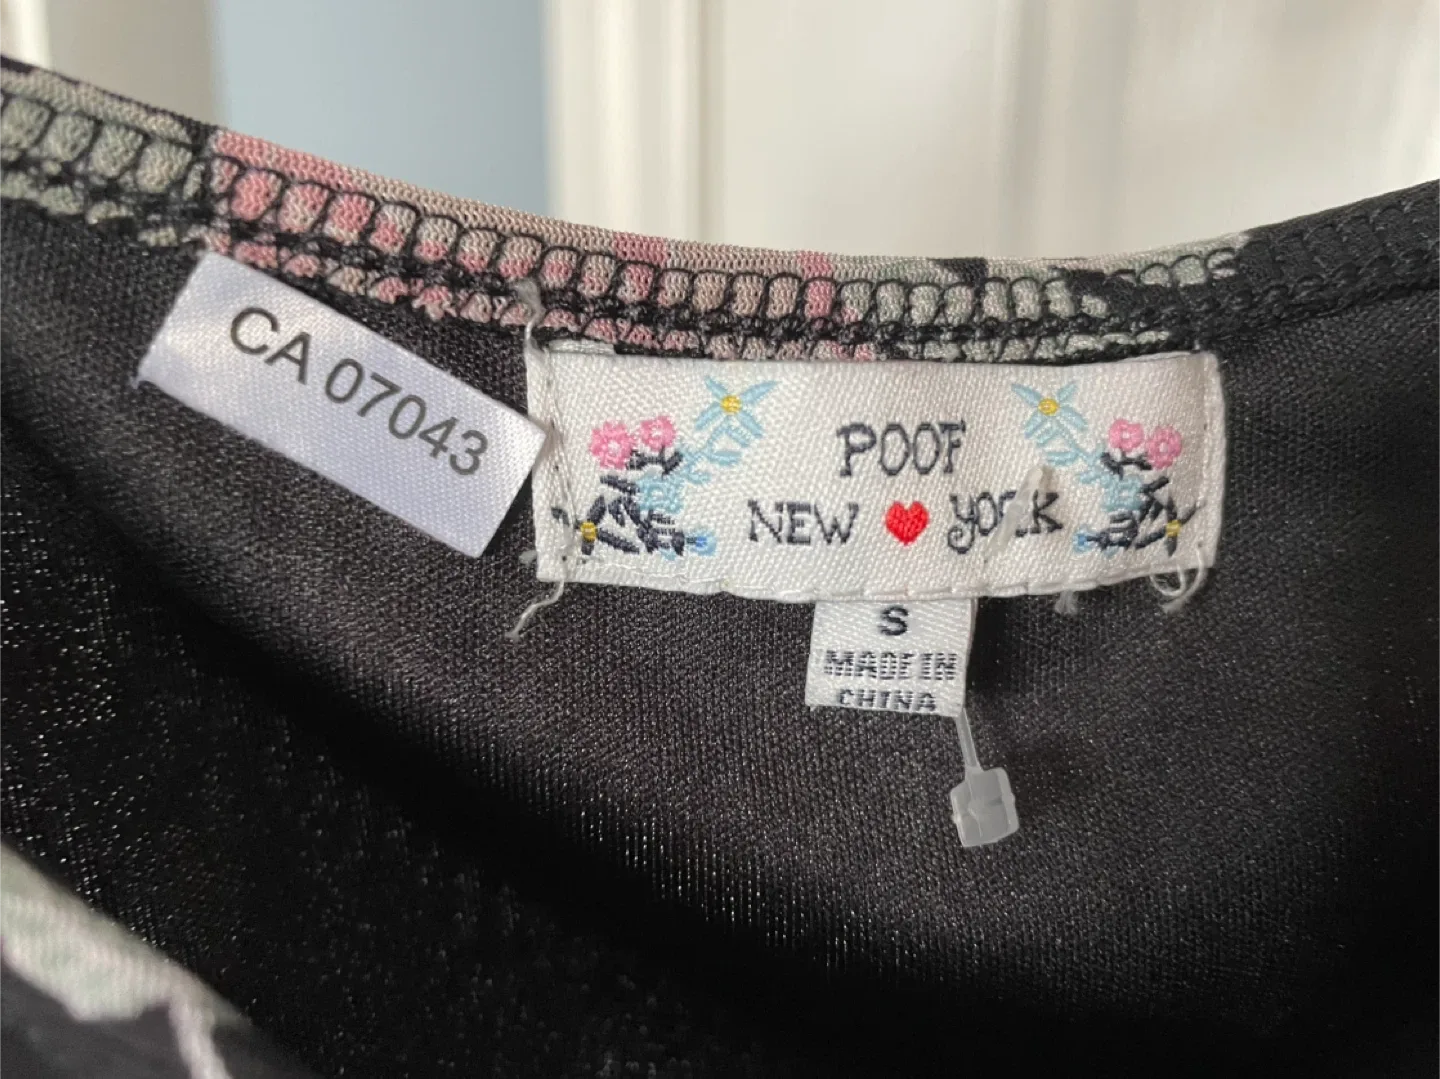 CA 07043
POOF
NEW ❤ YORK
S
MADE IN
CHINA